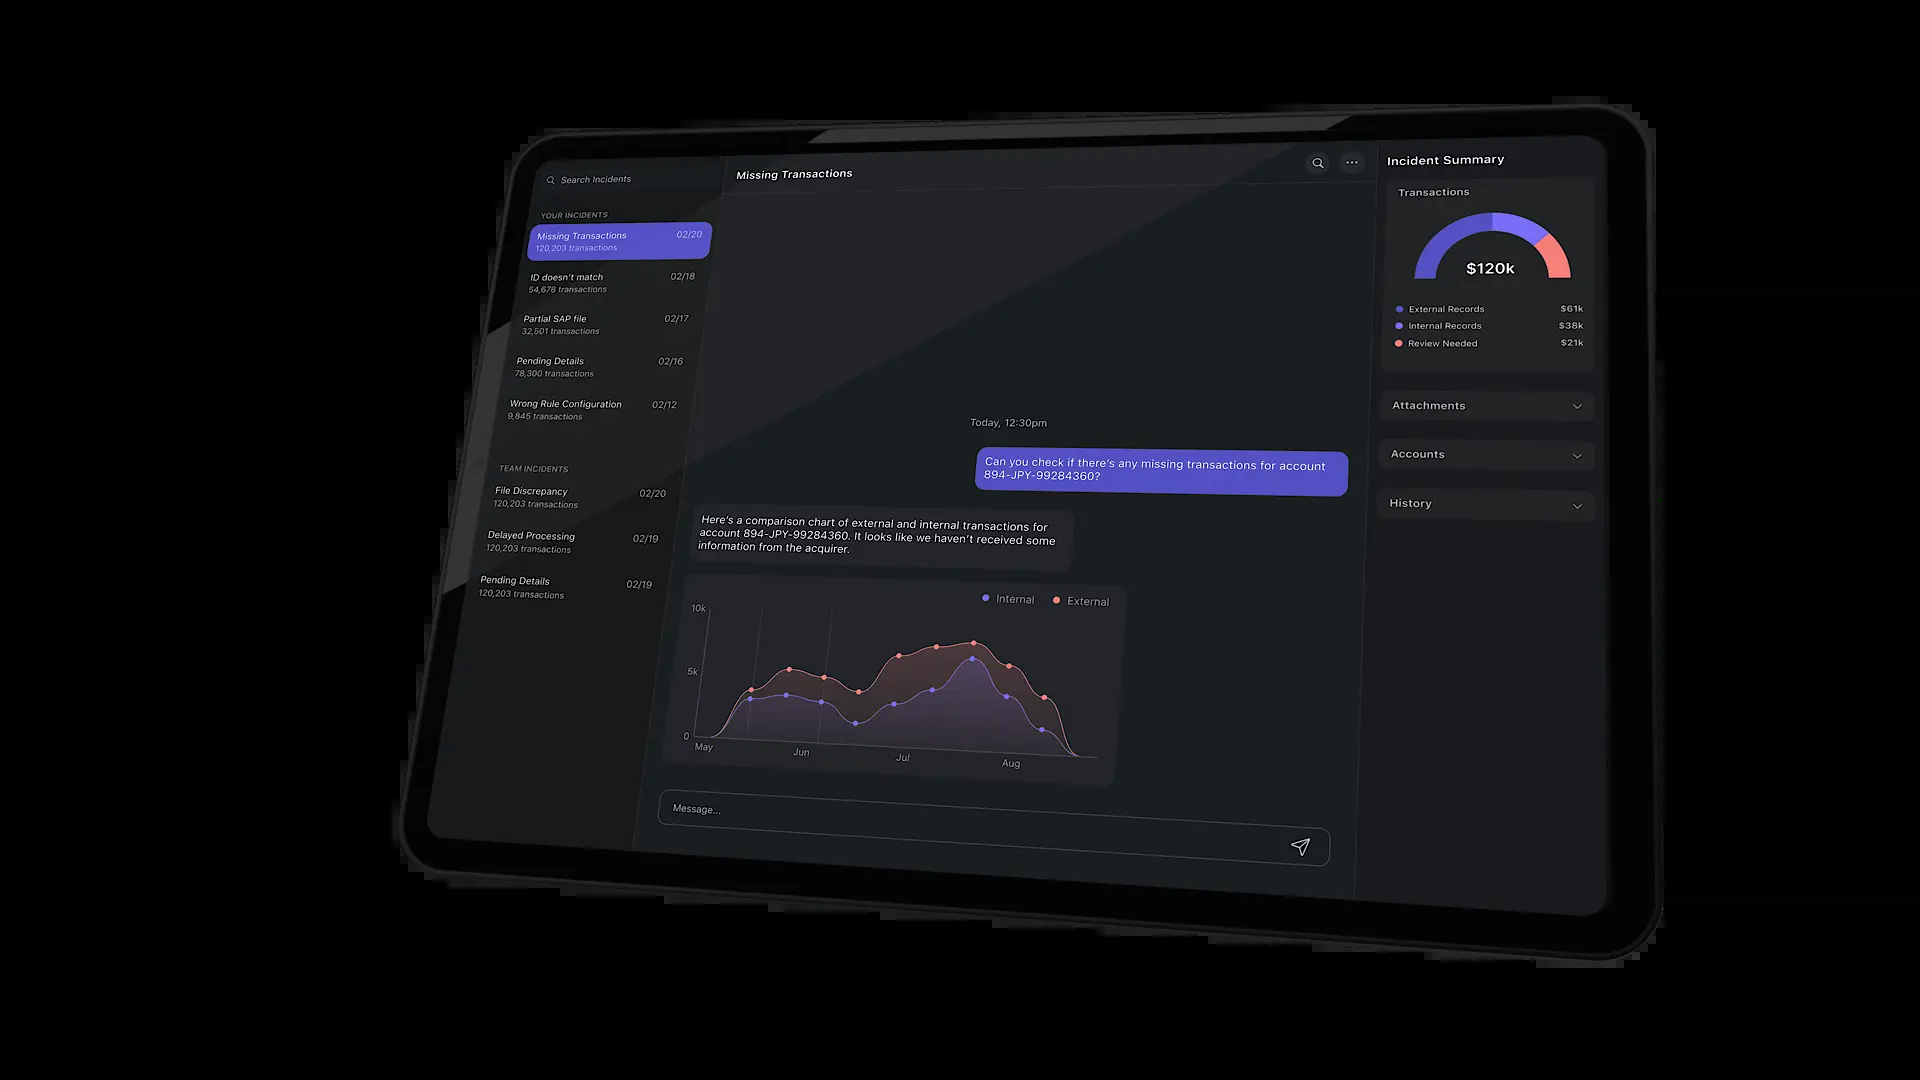 Search Incidents
YOUR INCIDENTS
Missing Transactions 02/20
120,203 transactions
ID doesn't match 02/18
54,678 transactions
Partial SAP file 02/17
32,501 transactions
Pending Details 02/16
78,300 transactions
Wrong Rule Configuration 02/12
9,845 transactions
TEAM INCIDENTS
File Discrepancy 02/20
120,203 transactions
Delayed Processing 02/19
120,203 transactions
Pending Details 02/19
120,203 transactions
Missing Transactions
Today, 12:30pm
Can you check if there's any missing transactions for account
894-JPY-99284360?
Here's a comparison chart of external and internal transactions for
account 894-JPY-99284360. It looks like we haven't received some
information from the acquirer.
Internal External
10k
5k
0
May Jun Jul Aug
Message...
Incident Summary
Transactions
$120k
External Records $61k
Internal Records $38k
Review Needed $21k
Attachments
Accounts
History